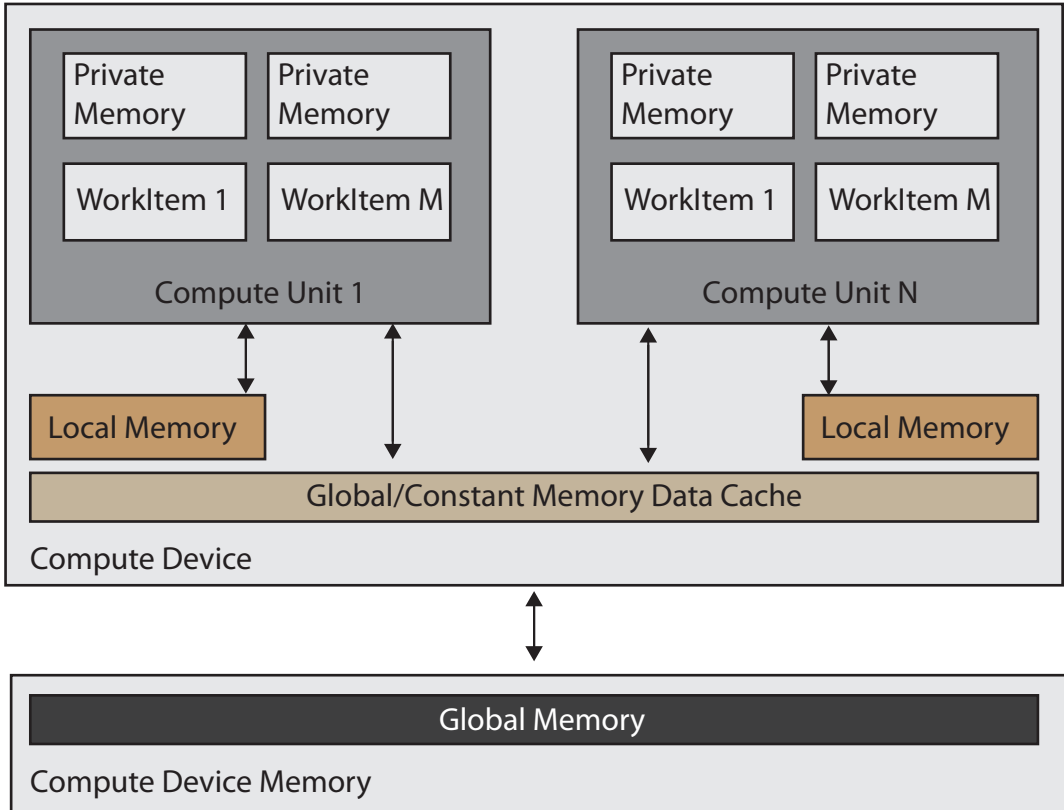 Private
Memory
Private
Memory
WorkItem 1
WorkItem M
Compute Unit 1
Private
Memory
Private
Memory
WorkItem 1
WorkItem M
Compute Unit N
Local Memory
Local Memory
Global/Constant Memory Data Cache
Compute Device
Global Memory
Compute Device Memory